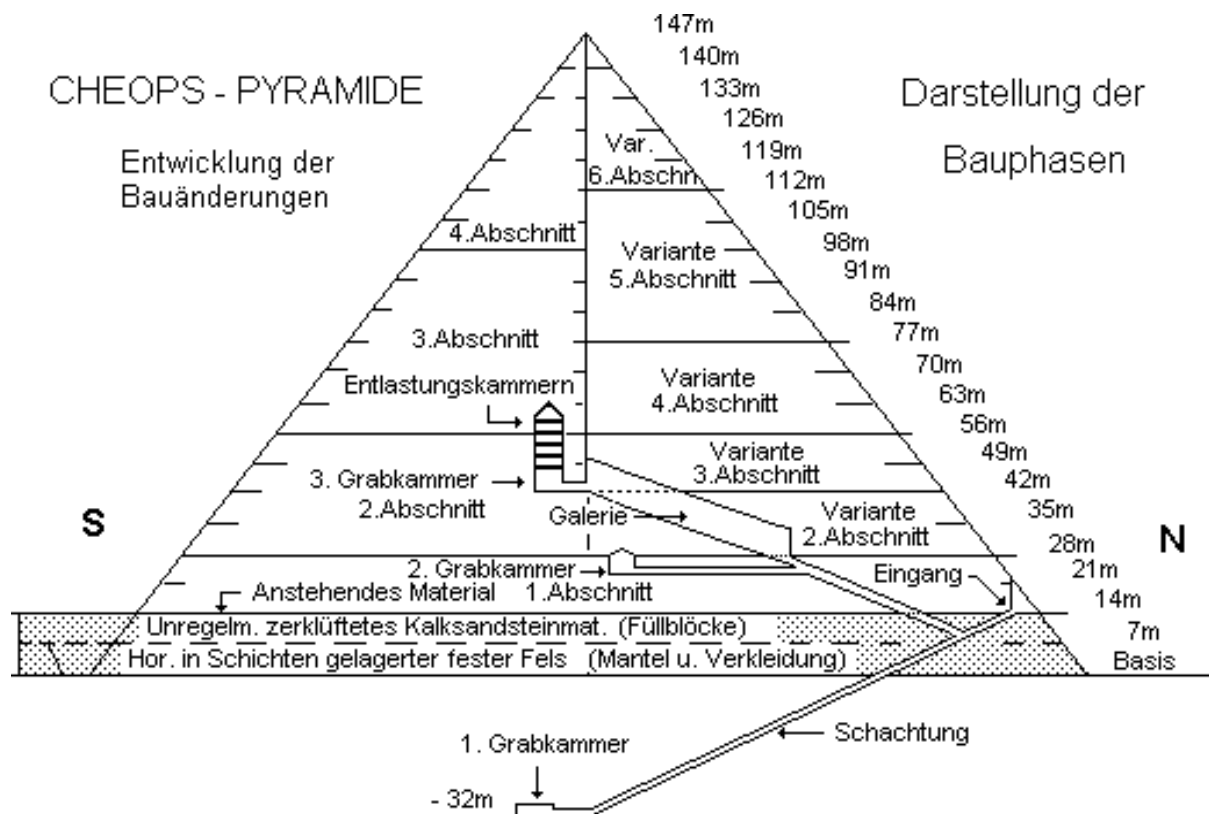 CHEOPS - PYRAMIDE
Entwicklung der
Bauänderungen
Darstellung der
Bauphasen
147m
140m
133m
126m
119m
112m
105m
98m
91m
84m
77m
70m
63m
56m
49m
42m
35m
28m
21m
14m
7m
Basis
Var.
6.Abschn
4.Abschnitt
Variante
5.Abschnitt
3.Abschnitt
Entlastungskammern
Variante
4.Abschnitt
Variante
3.Abschnitt
3. Grabkammer
2.Abschnitt
S
Galerie
Variante
2.Abschnitt
N
2. Grabkammer
Eingang
Anstehendes Material 1.Abschnitt
Unregelm. zerklüftetes Kalksandsteinmat. (Füllblöcke)
Hor. in Schichten gelagerter fester Fels (Mantel u. Verkleidung)
Schachtung
1. Grabkammer
- 32m